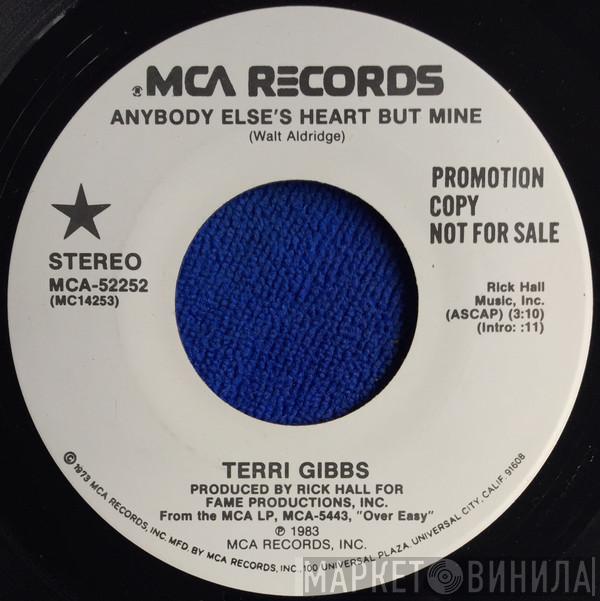 MCA RECORDS
ANYBODY ELSE'S HEART BUT MINE
(Walt Aldridge)
PROMOTION
COPY
NOT FOR SALE
STEREO
MCA-52252
(MC14253)
Rick Hall
Music, Inc.
(ASCAP) (3:10)
(Intro: :11)
TERRI GIBBS
PRODUCED BY RICK HALL FOR
FAME PRODUCTIONS, INC.
From the MCA LP, MCA-5443, "Over Easy"
℗ 1983
MCA RECORDS, INC.
©1973 MCA RECORDS, INC. MFD. BY MCA RECORDS, INC., 100 UNIVERSAL PLAZA, UNIVERSAL CITY, CALIF. 91608
МАРКЕТ ВИНИЛА